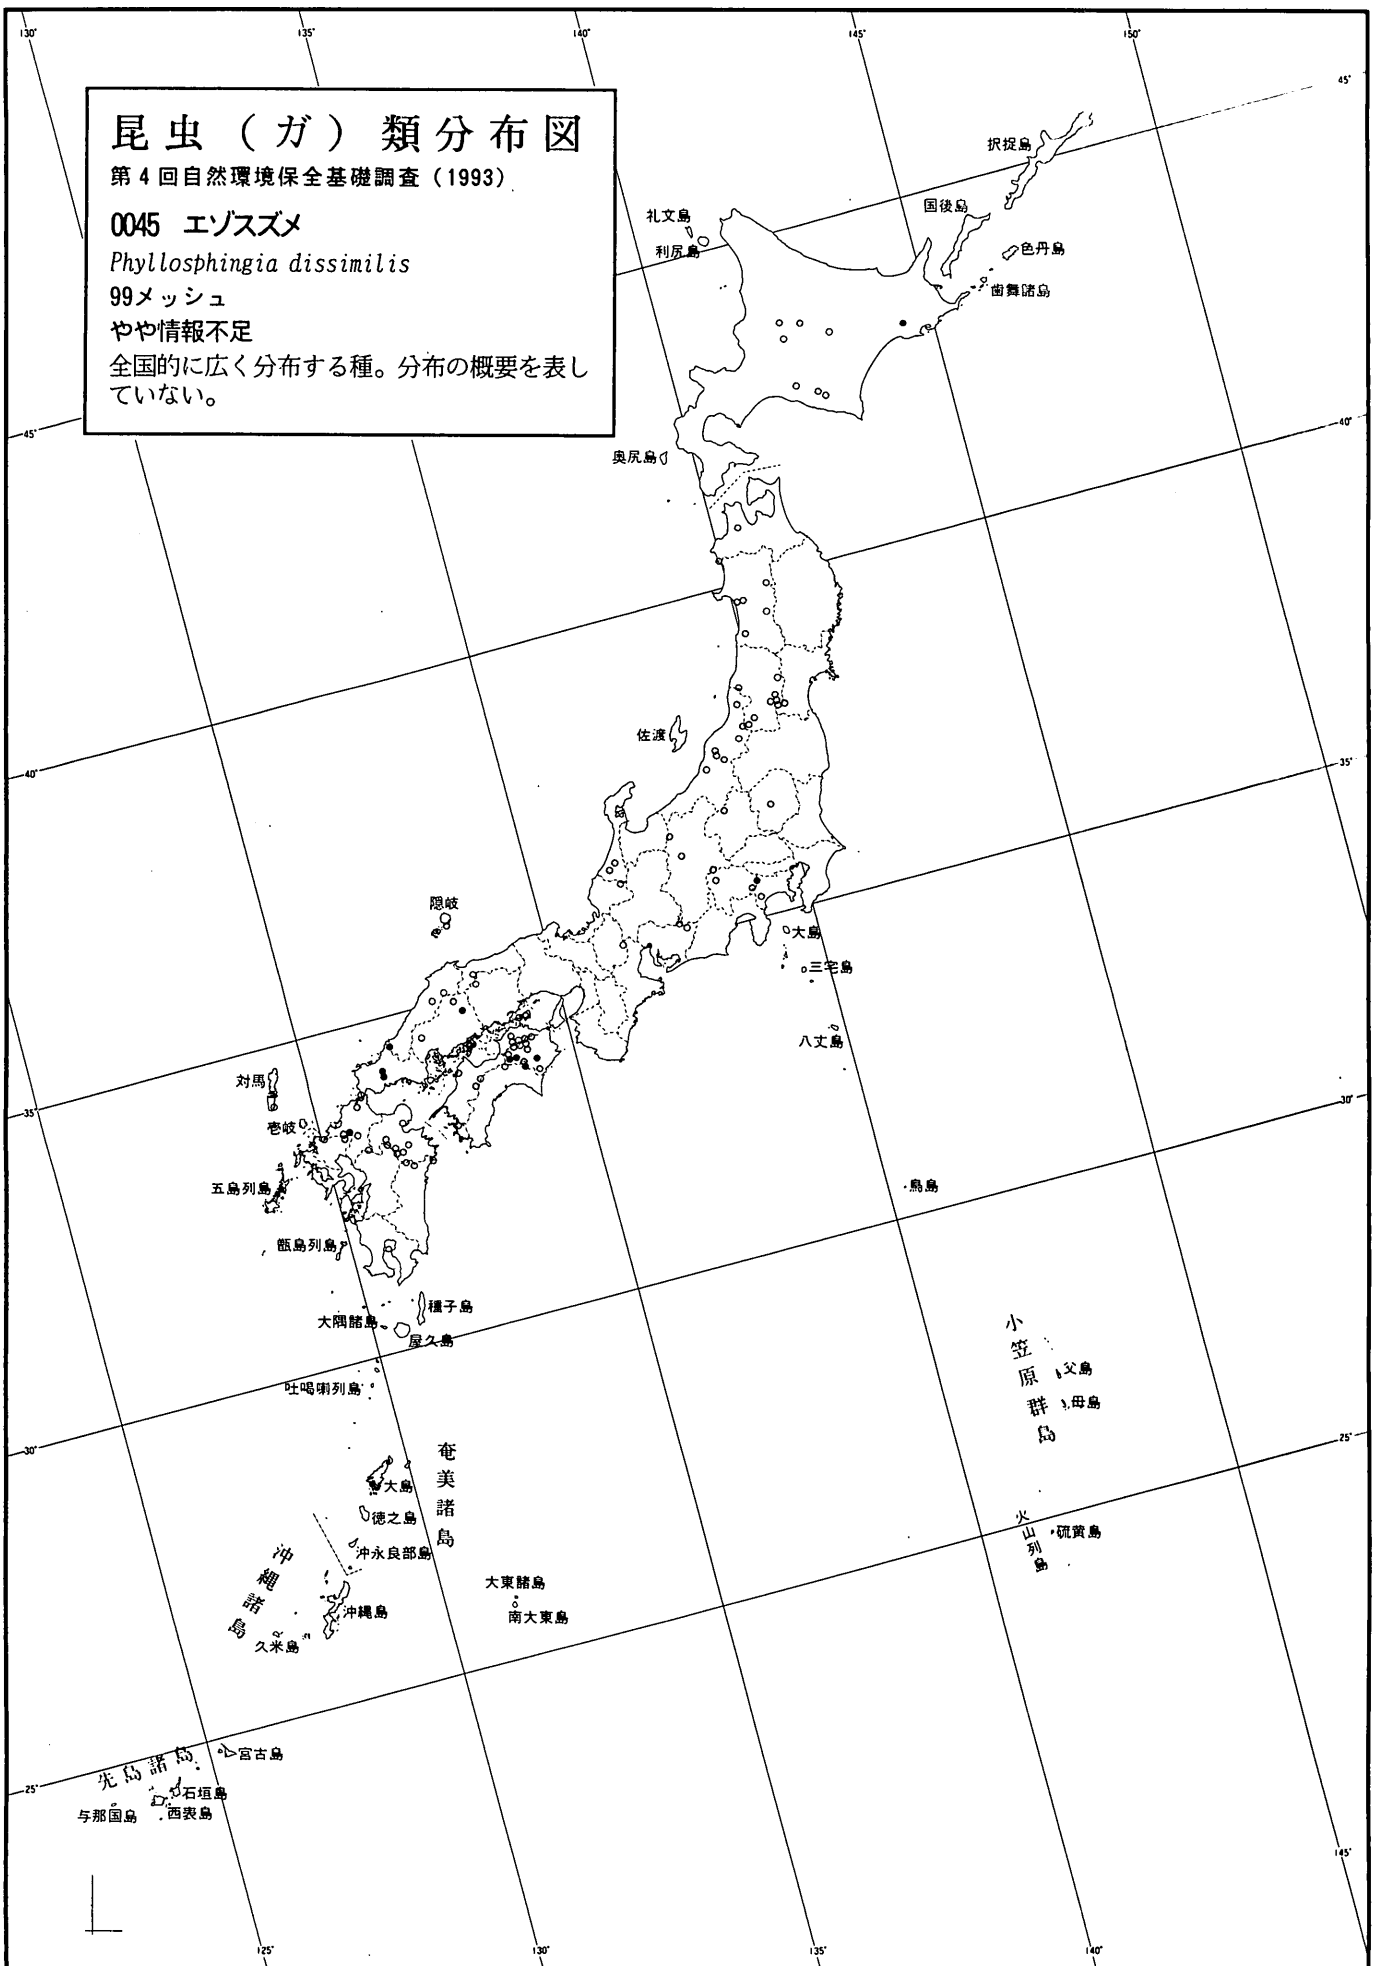 130°
135°
140°
145°
150°
45°
昆虫（ガ）類分布図
第4回自然環境保全基礎調査（1993）
0045 エゾスズメ
Phyllosphingia dissimilis
99メッシュ
やや情報不足
全国的に広く分布する種。分布の概要を表し
ていない。
択捉島
国後島
色丹島
歯舞諸島
礼文島
利尻島
45°
40°
奥尻島
佐渡
40°
35°
隠岐
大島
三宅島
八丈島
対馬
35°
壱岐
30°
五島列島
鳥島
甑島列島
種子島
大隅諸島
屋久島
吐喝喇列島
小笠原群島
父島
母島
30°
25°
奄美諸島
大島
徳之島
沖永良部島
火山列島
硫黄島
沖縄諸島
沖縄島
久米島
大東諸島
南大東島
先島諸島
宮古島
25°
石垣島
西表島
与那国島
145°
125°
130°
135°
140°